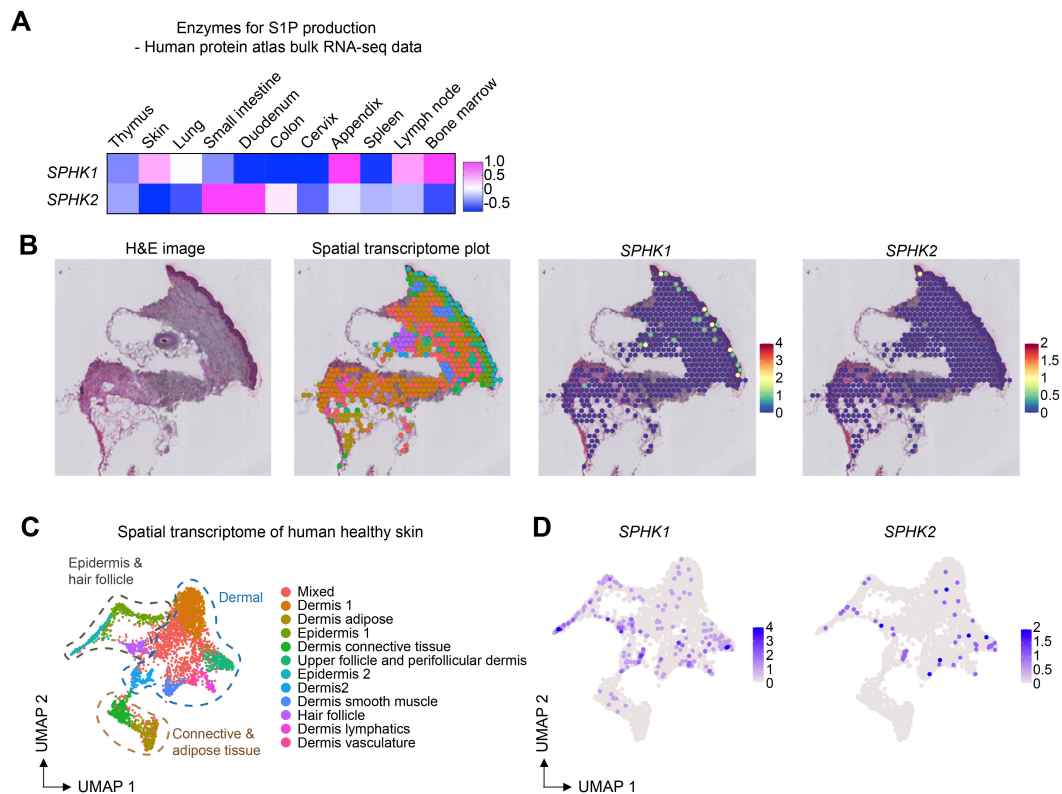 A
Enzymes for S1P production
- Human protein atlas bulk RNA-seq data
Thymus
Skin
Lung
Small intestine
Duodenum
Colon
Cervix
Appendix
Spleen
Lymph node
Bone marrow
SPHK1
SPHK2
1.0
0.5
0
-0.5
B
H&E image
Spatial transcriptome plot
SPHK1
SPHK2
4
3
2
1
0
2
1.5
1
0.5
0
C
Spatial transcriptome of human healthy skin
Epidermis &
hair follicle
Dermal
Connective &
adipose tissue
Mixed
Dermis 1
Dermis adipose
Epidermis 1
Dermis connective tissue
Upper follicle and perifollicular dermis
Epidermis 2
Dermis2
Dermis smooth muscle
Hair follicle
Dermis lymphatics
Dermis vasculature
UMAP 2
UMAP 1
D
SPHK1
SPHK2
4
3
2
1
0
2
1.5
1
0.5
0
UMAP 2
UMAP 1